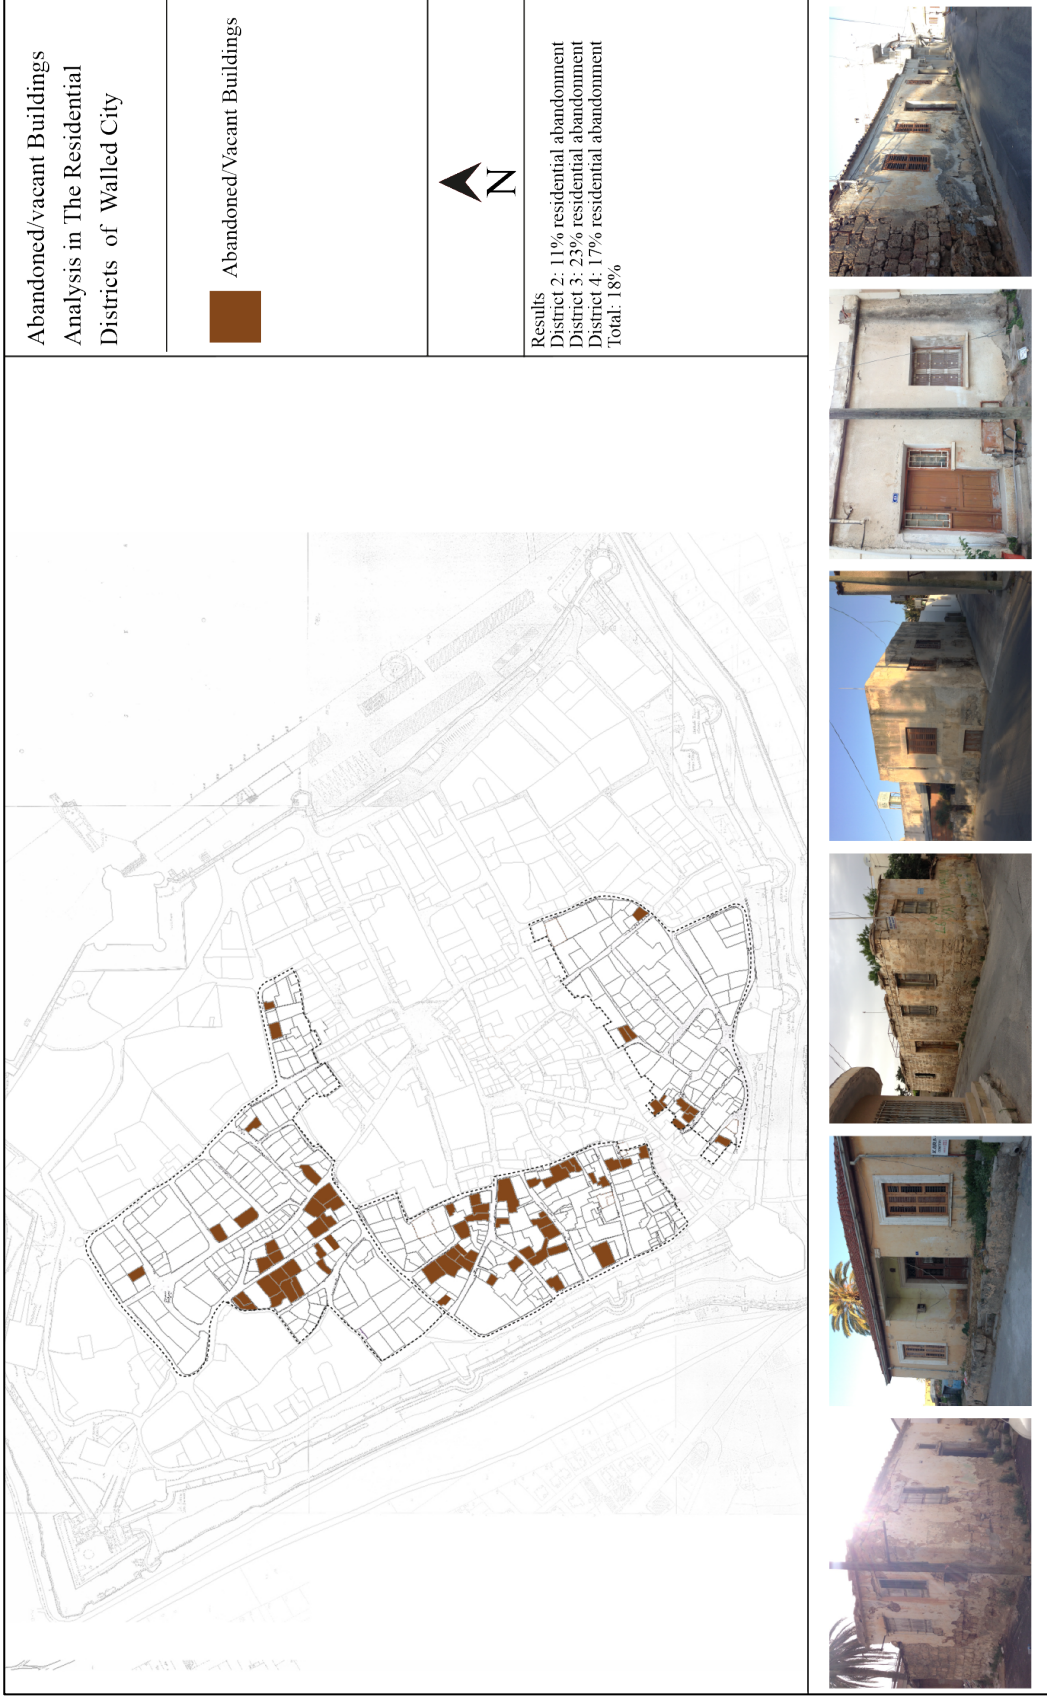 Abandoned/vacant Buildings
Analysis in The Residential
Districts of Walled City
Abandoned/Vacant Buildings
N
Results
District 2: 11% residential abandonment
District 3: 23% residential abandonment
District 4: 17% residential abandonment
Total: 18%